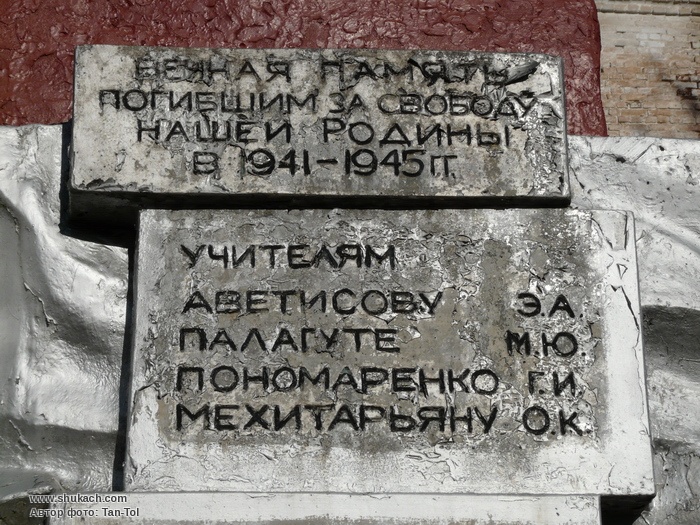 ВЕЧНАЯ ПАМЯТЬ
ПОГИБШИМ ЗА СВОБОДУ
НАШЕЙ РОДИНЫ
В 1941-1945 ГГ.
УЧИТЕЛЯМ
АВЕТИСОВУ Э.А.
ПАЛАГУТЕ М.Ю.
ПОНОМАРЕНКО Г.И.
МЕХИТАРЬЯНУ О.К.
www.shukach.com
Автор фото: Tan-Tol